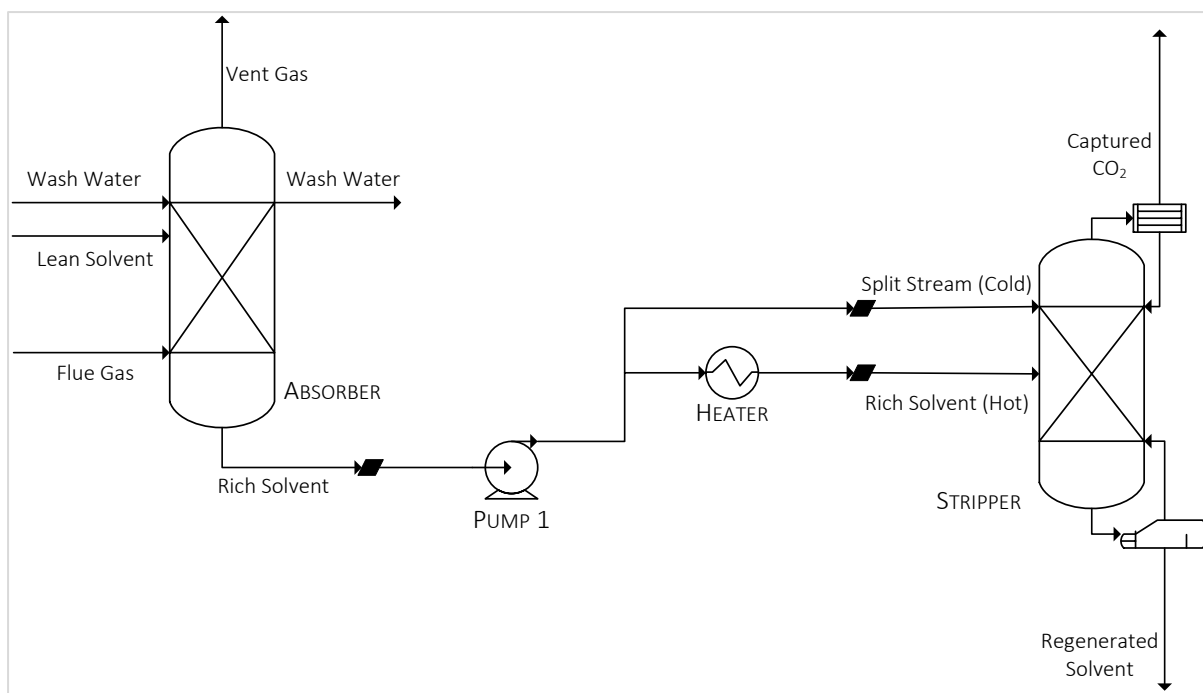 Vent Gas
Wash Water
Wash Water
Lean Solvent
Flue Gas
ABSORBER
Rich Solvent
PUMP 1
HEATER
Split Stream (Cold)
Rich Solvent (Hot)
Captured
CO₂
STRIPPER
Regenerated
Solvent